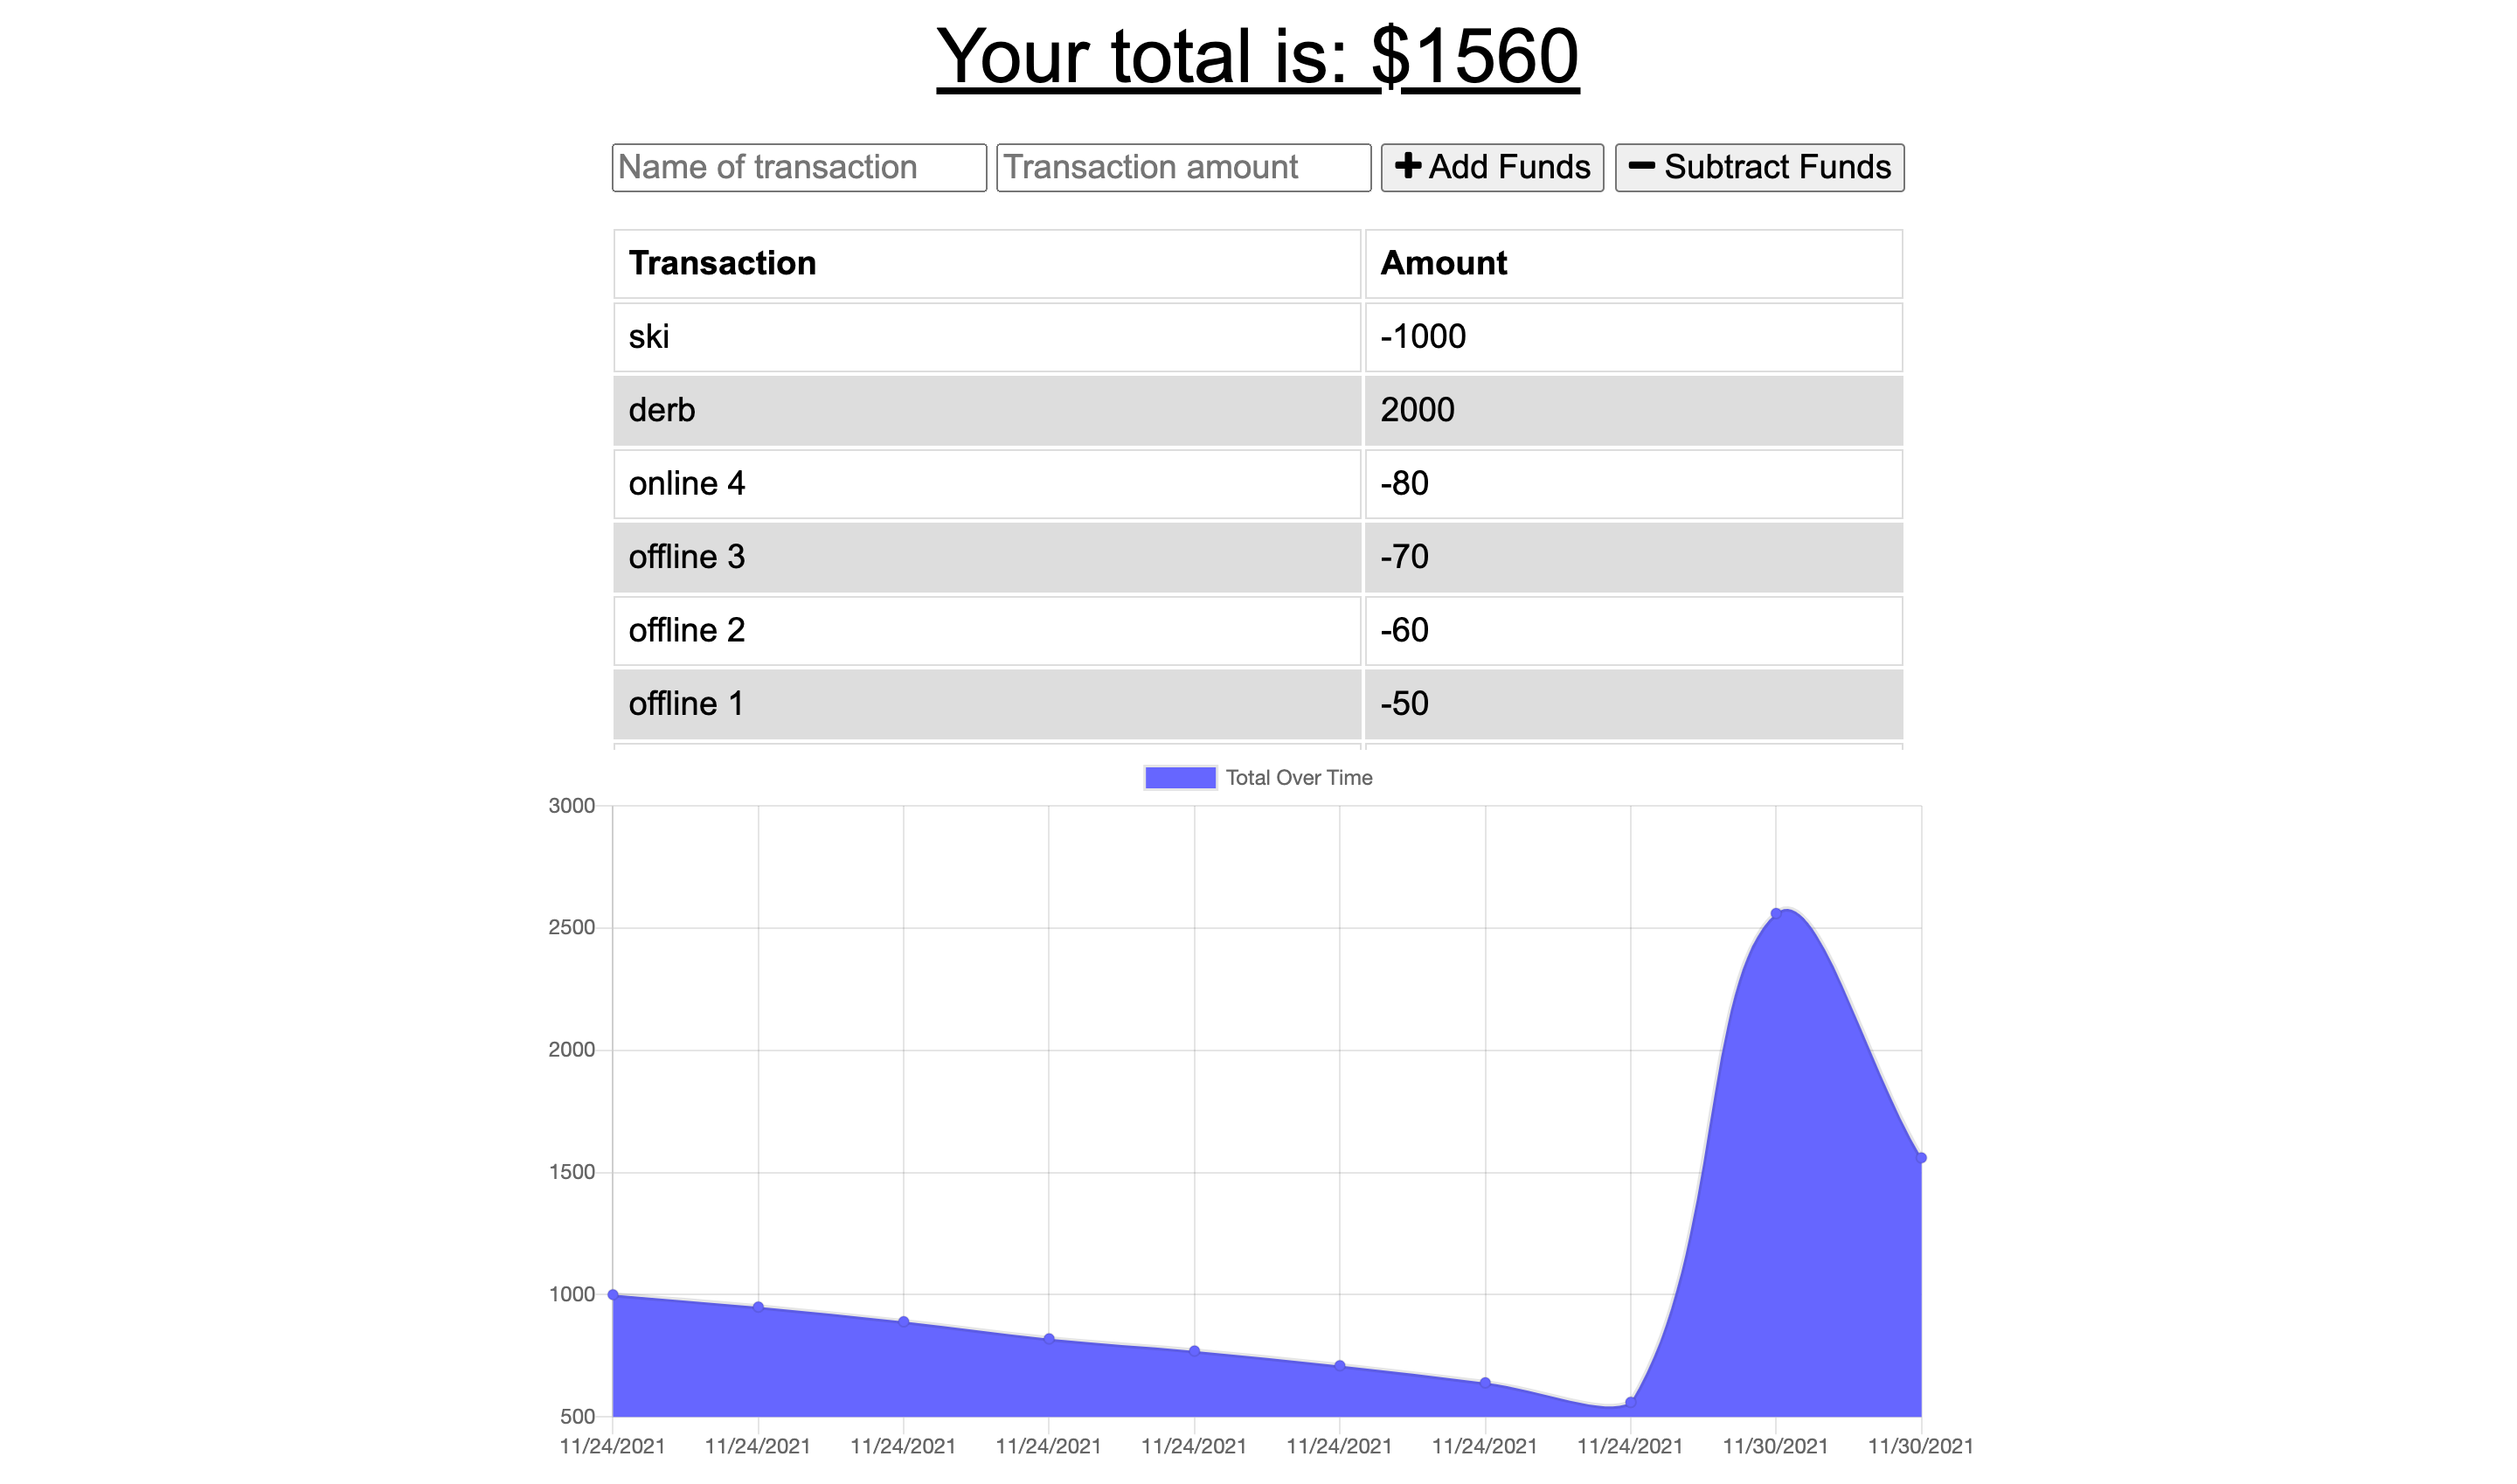 Your total is: $1560
Name of transaction Transaction amount Add Funds Subtract Funds
Transaction Amount
ski -1000
derb 2000
online 4 -80
offline 3 -70
offline 2 -60
offline 1 -50
Total Over Time
3000
2500
2000
1500
1000
500
11/24/2021 11/24/2021 11/24/2021 11/24/2021 11/24/2021 11/24/2021 11/24/2021 11/24/2021 11/30/2021 11/30/2021